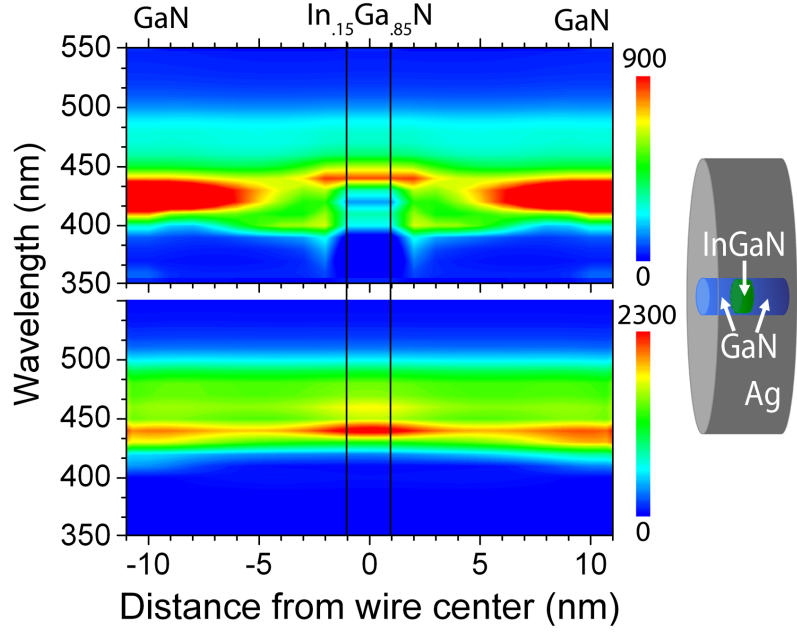 GaN
In.15Ga.85N
GaN
550
500
450
400
350
900
0
500
450
400
350
2300
0
-10
-5
0
5
10
Wavelength (nm)
Distance from wire center (nm)
InGaN
GaN
Ag